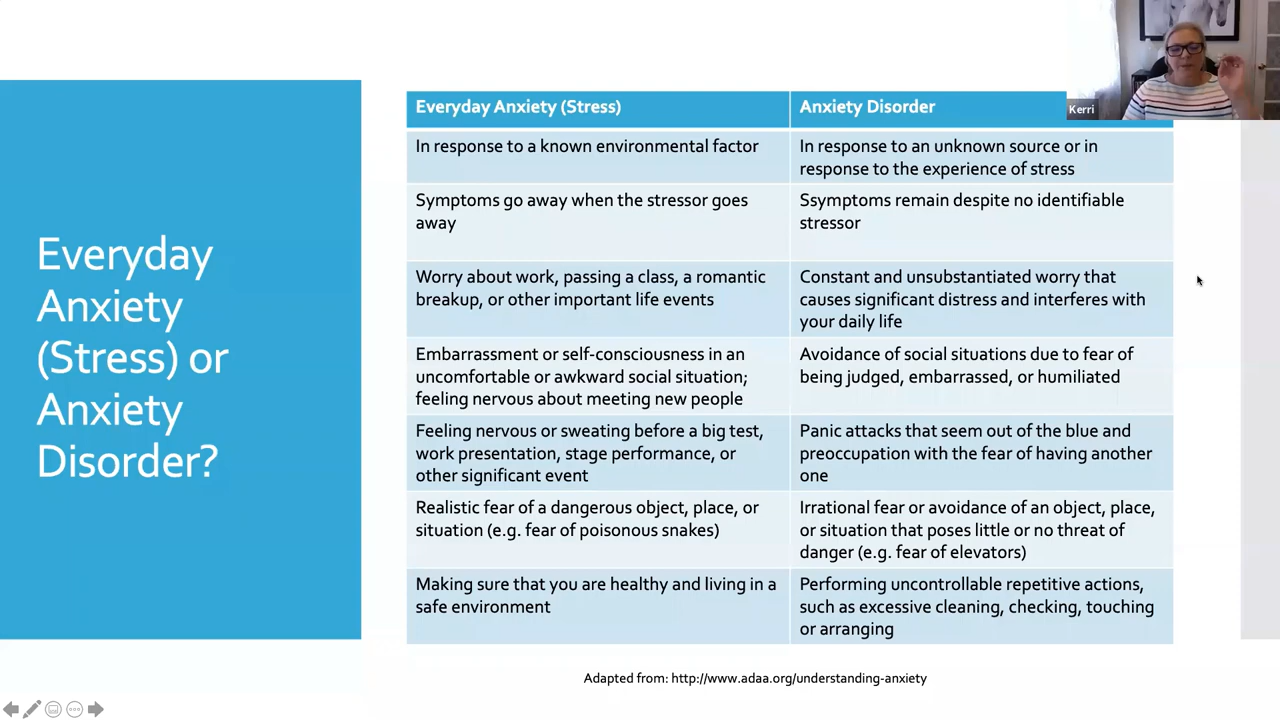 Everyday
Anxiety
(Stress) or
Anxiety
Disorder?
Everyday Anxiety (Stress)
Anxiety Disorder
In response to a known environmental factor
In response to an unknown source or in
response to the experience of stress
Symptoms go away when the stressor goes
away
Ssymptoms remain despite no identifiable
stressor
Worry about work, passing a class, a romantic
breakup, or other important life events
Constant and unsubstantiated worry that
causes significant distress and interferes with
your daily life
Embarrassment or self-consciousness in an
uncomfortable or awkward social situation;
feeling nervous about meeting new people
Avoidance of social situations due to fear of
being judged, embarrassed, or humiliated
Feeling nervous or sweating before a big test,
work presentation, stage performance, or
other significant event
Panic attacks that seem out of the blue and
preoccupation with the fear of having another
one
Realistic fear of a dangerous object, place, or
situation (e.g. fear of poisonous snakes)
Irrational fear or avoidance of an object, place,
or situation that poses little or no threat of
danger (e.g. fear of elevators)
Making sure that you are healthy and living in a
safe environment
Performing uncontrollable repetitive actions,
such as excessive cleaning, checking, touching
or arranging
Adapted from: http://www.adaa.org/understanding-anxiety
Kerri